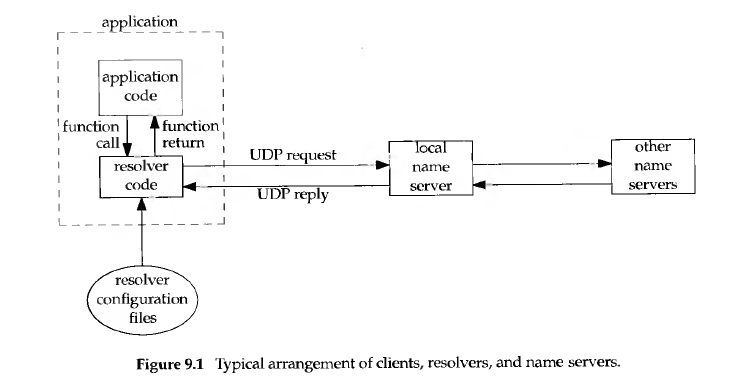 application
application
code
function
call
function
return
resolver
code
UDP request
UDP reply
local
name
server
other
name
servers
resolver
configuration
files
Figure 9.1 Typical arrangement of clients, resolvers, and name servers.